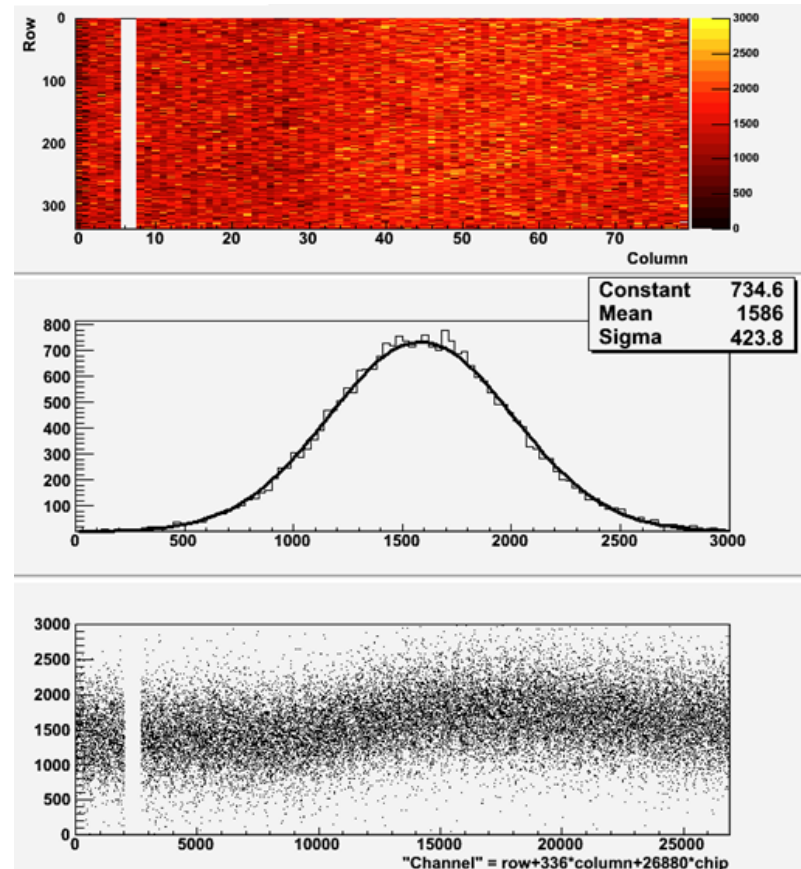 Row
0
100
200
300
0 10 20 30 40 50 60 70
Column
3000
2500
2000
1500
1000
500
0
Constant 734.6
Mean 1586
Sigma 423.8
800
700
600
500
400
300
200
100
0 500 1000 1500 2000 2500 3000
3000
2500
2000
1500
1000
500
0
0 5000 10000 15000 20000 25000
"Channel" = row+336*column+26880*chip